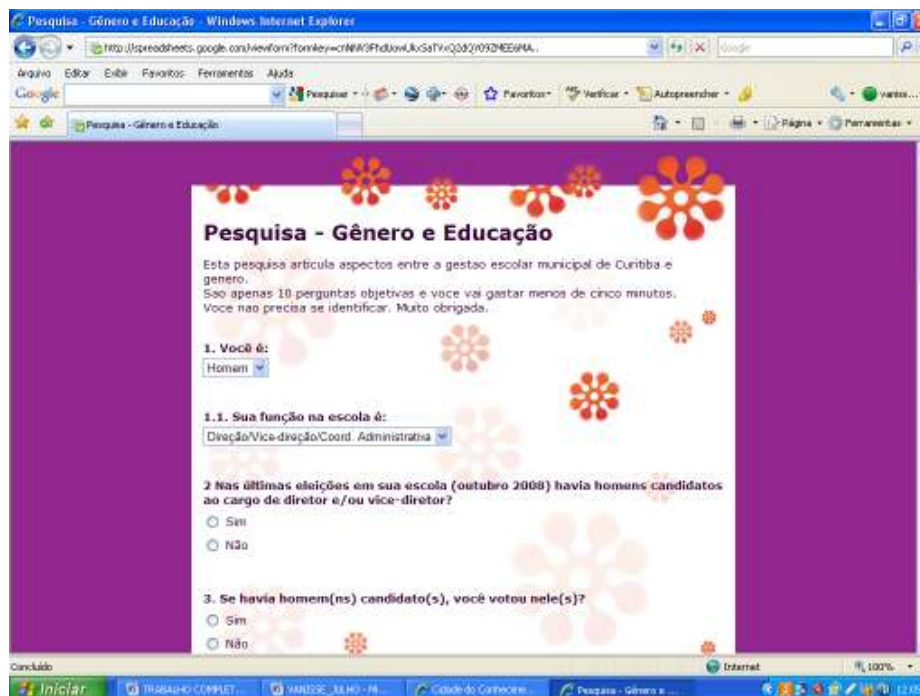 Pesquisa - Gênero e Educação - Windows Internet Explorer
Google
Arquivo Editar Exibir Favoritos Ferramentas Ajuda
Google Pesquisar Favoritos Verificar Autopreencher
Pesquisa - Gênero e Educação Página Ferramentas
Pesquisa - Gênero e Educação
Esta pesquisa articula aspectos entre a gestao escolar municipal de Curitiba e
genero.
Sao apenas 10 perguntas objetivas e voce vai gastar menos de cinco minutos.
Voce nao precisa se identificar. Muito obrigada.
1. Você é:
Homem
1.1. Sua função na escola é:
Direção/Vice-direção/Coord. Administrativa
2 Nas últimas eleições em sua escola (outubro 2008) havia homens candidatos
ao cargo de diretor e/ou vice-diretor?
Sim
Não
3. Se havia homem(ns) candidato(s), você votou nele(s)?
Sim
Não
Concluído Internet 100%
Iniciar TRABALHO COMPLET... Pesquisa - Gênero e ...